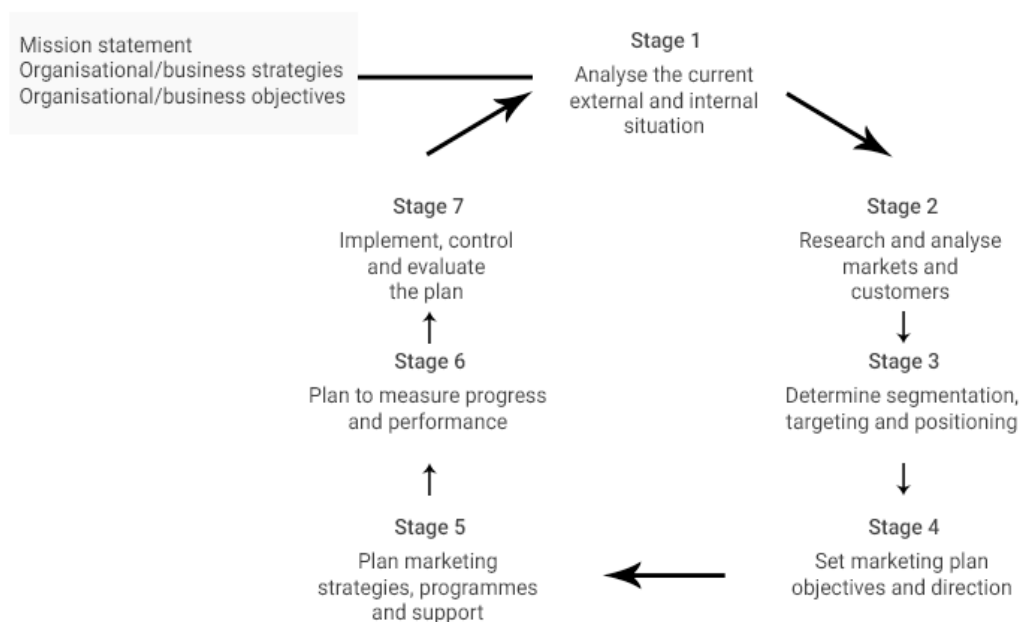 Mission statement
Organisational/business strategies
Organisational/business objectives
Stage 1
Analyse the current
external and internal
situation
Stage 2
Research and analyse
markets and
customers
Stage 3
Determine segmentation,
targeting and positioning
Stage 4
Set marketing plan
objectives and direction
Stage 5
Plan marketing
strategies, programmes
and support
Stage 6
Plan to measure progress
and performance
Stage 7
Implement, control
and evaluate
the plan